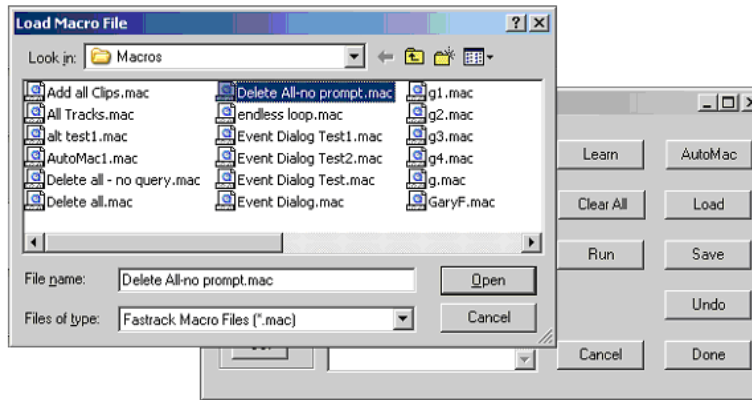 Load Macro File
Look in: Macros
Add all Clips.mac
All Tracks.mac
alt test1.mac
AutoMac1.mac
Delete all - no query.mac
Delete all.mac
Delete All-no prompt.mac
endless loop.mac
Event Dialog Test1.mac
Event Dialog Test2.mac
Event Dialog Test.mac
Event Dialog.mac
g1.mac
g2.mac
g3.mac
g4.mac
g.mac
GaryF.mac
File name: Delete All-no prompt.mac Open
Files of type: Fastrack Macro Files (*.mac) Cancel
Learn AutoMac
Clear All Load
Run Save
Undo
Cancel Done